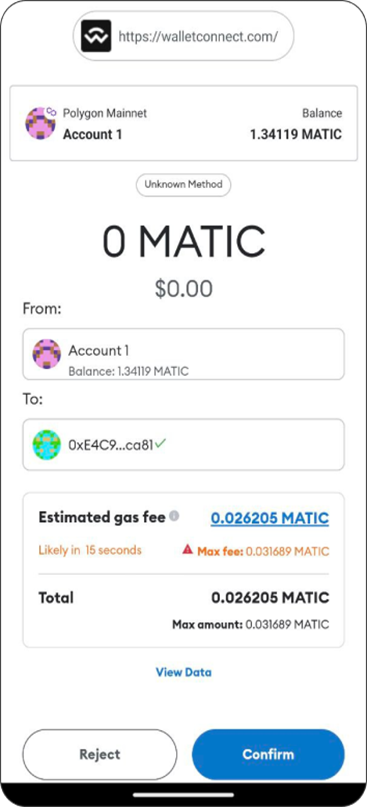 https://walletconnect.com/
Polygon Mainnet
Balance
Account 1
1.34119 MATIC
Unknown Method
0 MATIC
$0.00
From:
Account 1
Balance: 1.34119 MATIC
To:
0xE4C9...ca81
Estimated gas fee
0.026205 MATIC
Likely in 15 seconds
Max fee: 0.031689 MATIC
Total
0.026205 MATIC
Max amount: 0.031689 MATIC
View Data
Reject
Confirm